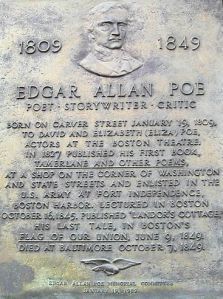 1809 1849
EDGAR ALLAN POE
POET · STORYWRITER · CRITIC
BORN ON CARVER STREET JANUARY 19, 1809,
TO DAVID AND ELIZABETH (ELIZA) POE,
ACTORS AT THE BOSTON THEATRE.
IN 1827 PUBLISHED HIS FIRST BOOK,
TAMERLANE AND OTHER POEMS,
AT A SHOP ON THE CORNER OF WASHINGTON
AND STATE STREETS AND ENLISTED IN THE
U.S. ARMY AT FORT INDEPENDENCE
BOSTON HARBOR. LECTURED IN BOSTON
OCTOBER 16, 1845. PUBLISHED "LANDOR'S COTTAGE,"
HIS LAST TALE, IN BOSTON'S
FLAG OF OUR UNION, JUNE 9, 1849.
DIED AT BALTIMORE OCTOBER 7, 1849.
EDGAR ALLAN POE MEMORIAL COMMITTEE
JANUARY 19,